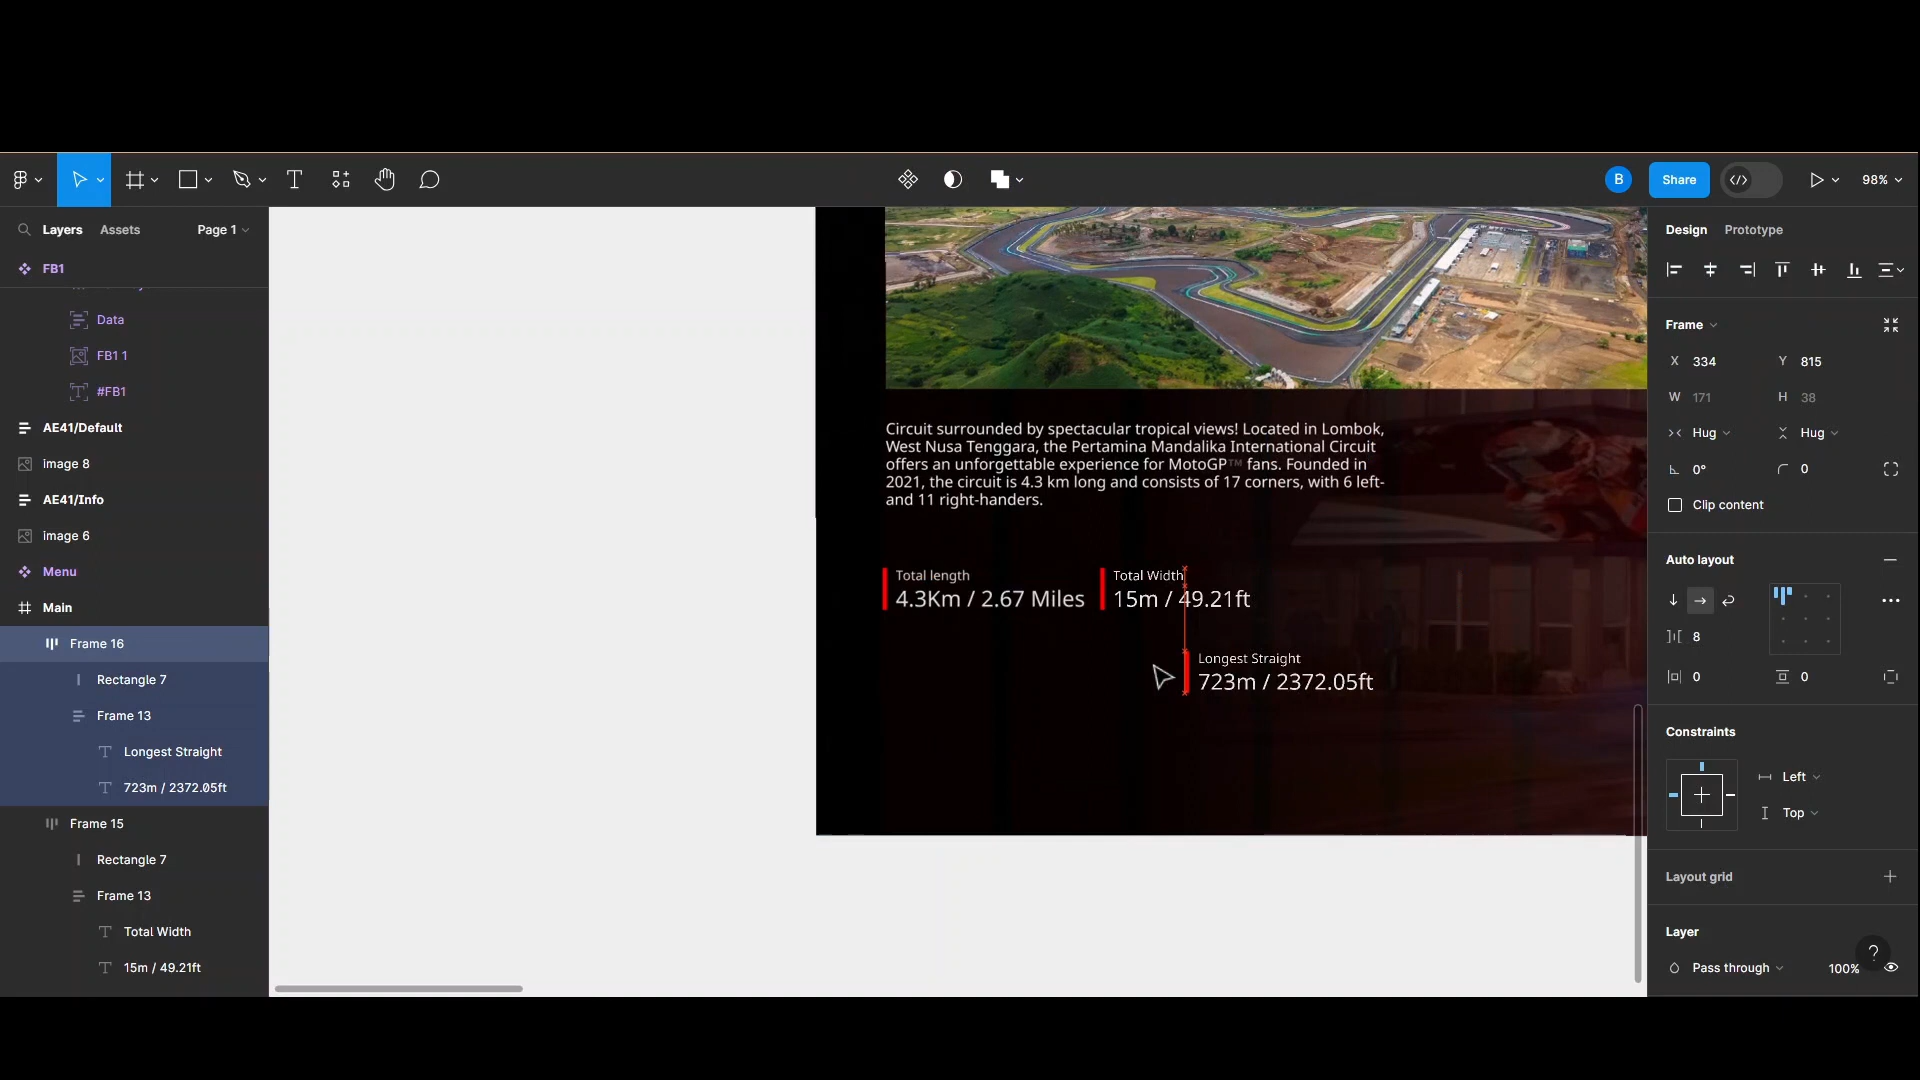 B
Share
98%
Layers
Assets
Page 1
FB1
Data
FB1 1
#FB1
AE41/Default
image 8
AE41/Info
image 6
Menu
Main
Frame 16
Rectangle 7
Frame 13
Longest Straight
723m / 2372.05ft
Frame 15
Rectangle 7
Frame 13
Total Width
15m / 49.21ft
Circuit surrounded by spectacular tropical views! Located in Lombok,
West Nusa Tenggara, the Pertamina Mandalika International Circuit
offers an unforgettable experience for MotoGP™ fans. Founded in
2021, the circuit is 4.3 km long and consists of 17 corners, with 6 left-
and 11 right-handers.
Total length
4.3Km / 2.67 Miles
Total Width
15m / 49.21ft
Longest Straight
723m / 2372.05ft
Design
Prototype
Frame
X 334
Y 815
W 171
H 38
Hug
Hug
0°
0
Clip content
Auto layout
8
0
0
Constraints
Left
Top
Layout grid
Layer
Pass through
100%
?